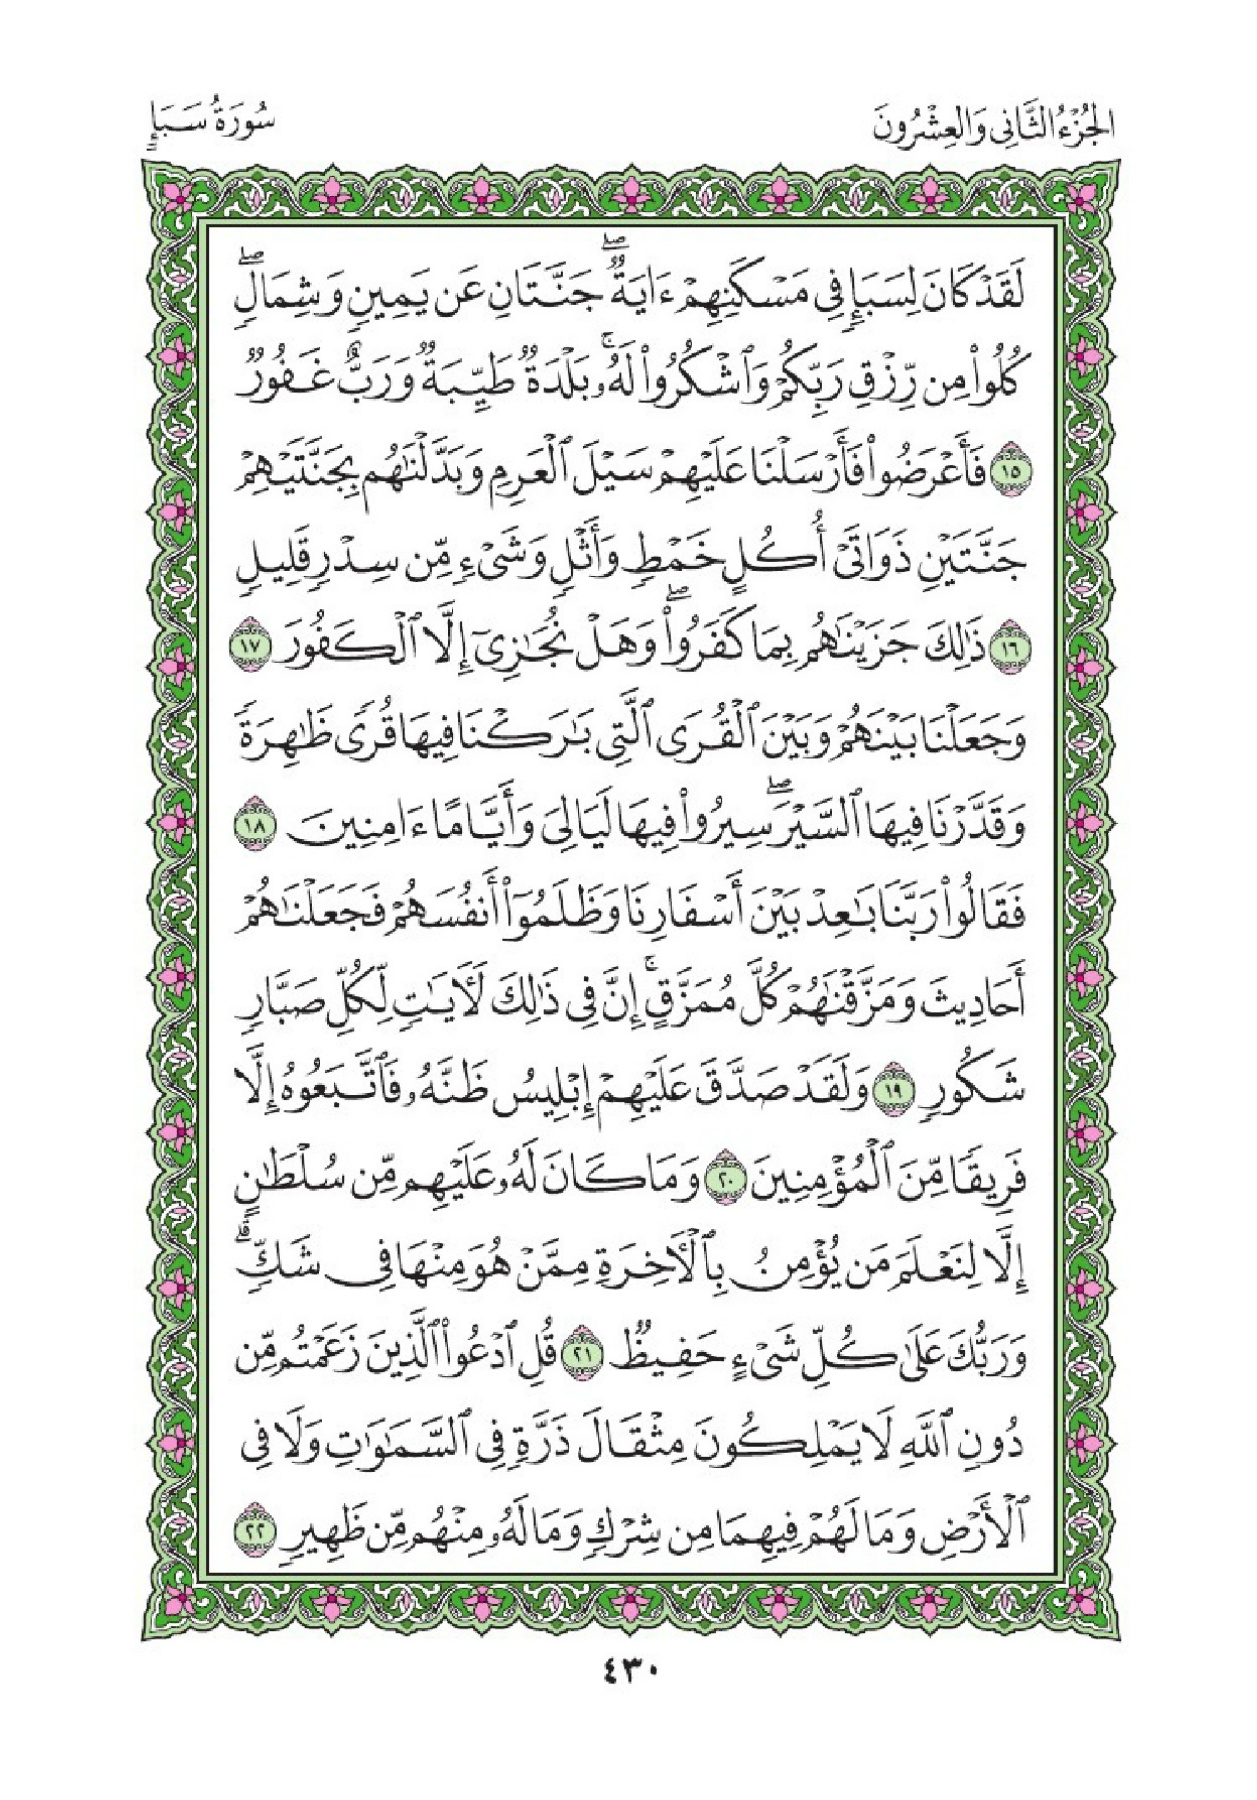 الجُزْءُ الثَّانِي وَالعِشْرُونَ
سُورَةُ سَبَإٍ
لَقَدْ كَانَ لِسَبَإٍ فِي مَسْكَنِهِمْ ءَايَةٌۖ جَنَّتَانِ عَن يَمِينٍ وَشِمَالٍۖ
كُلُوا۟ مِن رِّزْقِ رَبِّكُمْ وَٱشْكُرُوا۟ لَهُۥۚ بَلْدَةٌ طَيِّبَةٌ وَرَبٌّ غَفُورٌ
١٥ فَأَعْرَضُوا۟ فَأَرْسَلْنَا عَلَيْهِمْ سَيْلَ ٱلْعَرِمِ وَبَدَّلْنَٰهُم بِجَنَّتَيْهِمْ
جَنَّتَيْنِ ذَوَاتَىْ أُكُلٍ خَمْطٍ وَأَثْلٍ وَشَىْءٍ مِّن سِدْرٍ قَلِيلٍ
١٦ ذَٰلِكَ جَزَيْنَٰهُم بِمَا كَفَرُوا۟ۖ وَهَلْ نُجَٰزِىٓ إِلَّا ٱلْكَفُورَ ١٧
وَجَعَلْنَا بَيْنَهُمْ وَبَيْنَ ٱلْقُرَى ٱلَّتِى بَٰرَكْنَا فِيهَا قُرًى ظَٰهِرَةً
وَقَدَّرْنَا فِيهَا ٱلسَّيْرَۖ سِيرُوا۟ فِيهَا لَيَالِىَ وَأَيَّامًا ءَامِنِينَ ١٨
فَقَالُوا۟ رَبَّنَا بَٰعِدْ بَيْنَ أَسْفَارِنَا وَظَلَمُوٓا۟ أَنفُسَهُمْ فَجَعَلْنَٰهُمْ
أَحَادِيثَ وَمَزَّقْنَٰهُمْ كُلَّ مُمَزَّقٍۚ إِنَّ فِى ذَٰلِكَ لَءَايَٰتٍ لِّكُلِّ صَبَّارٍ
شَكُورٍ ١٩ وَلَقَدْ صَدَّقَ عَلَيْهِمْ إِبْلِيسُ ظَنَّهُۥ فَٱتَّبَعُوهُ إِلَّا
فَرِيقًا مِّنَ ٱلْمُؤْمِنِينَ ٢٠ وَمَا كَانَ لَهُۥ عَلَيْهِم مِّن سُلْطَٰنٍ
إِلَّا لِنَعْلَمَ مَن يُؤْمِنُ بِٱلْءَاخِرَةِ مِمَّنْ هُوَ مِنْهَا فِى شَكٍّۗ
وَرَبُّكَ عَلَىٰ كُلِّ شَىْءٍ حَفِيظٌ ٢١ قُلِ ٱدْعُوا۟ ٱلَّذِينَ زَعَمْتُم مِّن
دُونِ ٱللَّهِ لَا يَمْلِكُونَ مِثْقَالَ ذَرَّةٍ فِى ٱلسَّمَٰوَٰتِ وَلَا فِى
ٱلْأَرْضِ وَمَا لَهُمْ فِيهِمَا مِن شِرْكٍ وَمَا لَهُۥ مِنْهُم مِّن ظَهِيرٍ ٢٢
٤٣٠